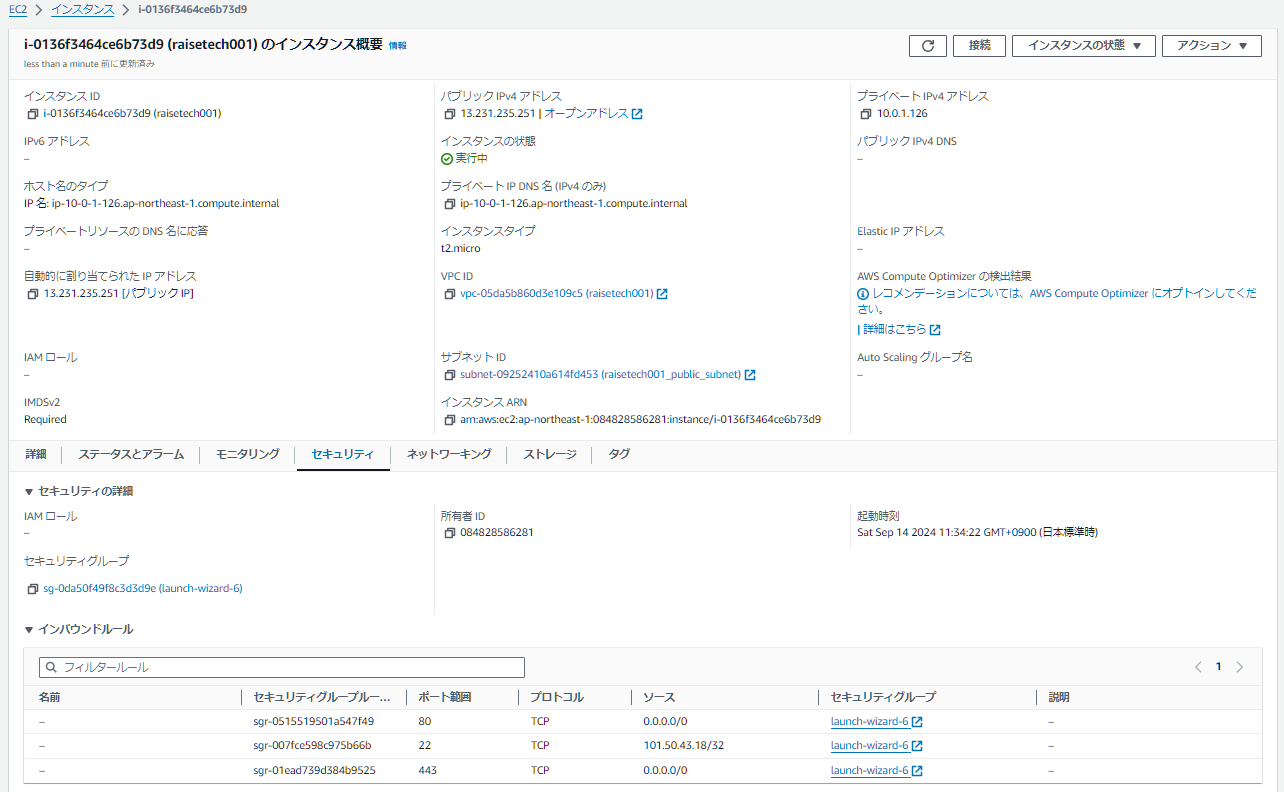 EC2 > インスタンス > i-0136f3464ce6b73d9
i-0136f3464ce6b73d9 (raisetech001) のインスタンス概要 情報
less than a minute 前に更新済み
接続
インスタンスの状態 ▼
アクション ▼
インスタンス ID
i-0136f3464ce6b73d9 (raisetech001)
パブリック IPv4 アドレス
13.231.235.251 | オープンアドレス
プライベート IPv4 アドレス
10.0.1.126
IPv6 アドレス
–
インスタンスの状態
実行中
パブリック IPv4 DNS
–
ホスト名のタイプ
IP 名: ip-10-0-1-126.ap-northeast-1.compute.internal
プライベート IP DNS 名 (IPv4 のみ)
ip-10-0-1-126.ap-northeast-1.compute.internal
プライベートリソースの DNS 名に応答
–
インスタンスタイプ
t2.micro
Elastic IP アドレス
–
自動的に割り当てられた IP アドレス
13.231.235.251 [パブリック IP]
VPC ID
vpc-05da5b860d3e109c5 (raisetech001)
AWS Compute Optimizer の検出結果
レコメンデーションについては、AWS Compute Optimizer にオプトインしてくだ
さい。
| 詳細はこちら
IAM ロール
–
サブネット ID
subnet-09252410a614fd453 (raisetech001_public_subnet)
Auto Scaling グループ名
–
IMDSv2
Required
インスタンス ARN
arn:aws:ec2:ap-northeast-1:084828586281:instance/i-0136f3464ce6b73d9
詳細
ステータスとアラーム
モニタリング
セキュリティ
ネットワーキング
ストレージ
タグ
▼ セキュリティの詳細
IAM ロール
–
所有者 ID
084828586281
起動時刻
Sat Sep 14 2024 11:34:22 GMT+0900 (日本標準時)
セキュリティグループ
sg-0da50f49f8c3d3d9e (launch-wizard-6)
▼ インバウンドルール
フィルタールール
< 1 >
名前 セキュリティグループルー... ポート範囲 プロトコル ソース セキュリティグループ 説明
– sgr-0515519501a547f49 80 TCP 0.0.0.0/0 launch-wizard-6 –
– sgr-007fce598c975b66b 22 TCP 101.50.43.18/32 launch-wizard-6 –
– sgr-01ead739d384b9525 443 TCP 0.0.0.0/0 launch-wizard-6 –